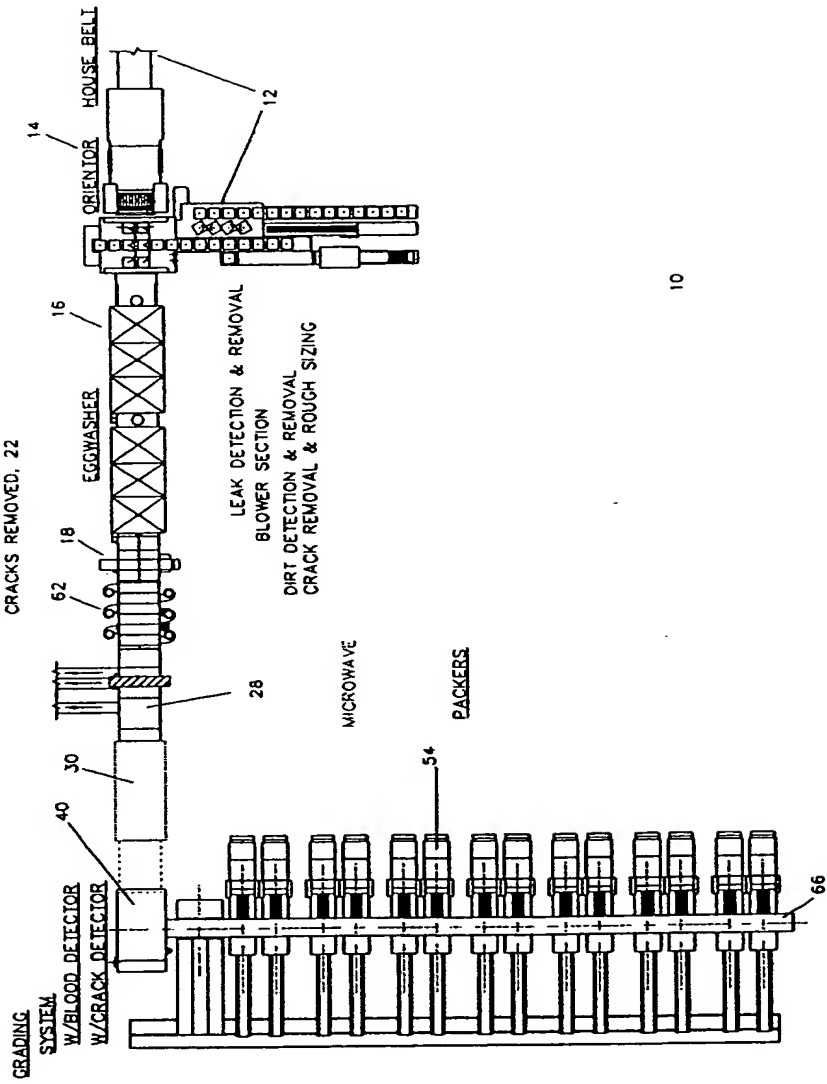 CRACKS REMOVED, 22
HOUSE BELT
ORIENTOR
14
12
16
EGGWASHER
18
62
LEAK DETECTION & REMOVAL
BLOWER SECTION
DIRT DETECTION & REMOVAL
CRACK REMOVAL & ROUGH SIZING
10
28
30
40
MICROWAVE
PACKERS
54
66
GRADING
SYSTEM
W/BLOOD DETECTOR
W/CRACK DETECTOR